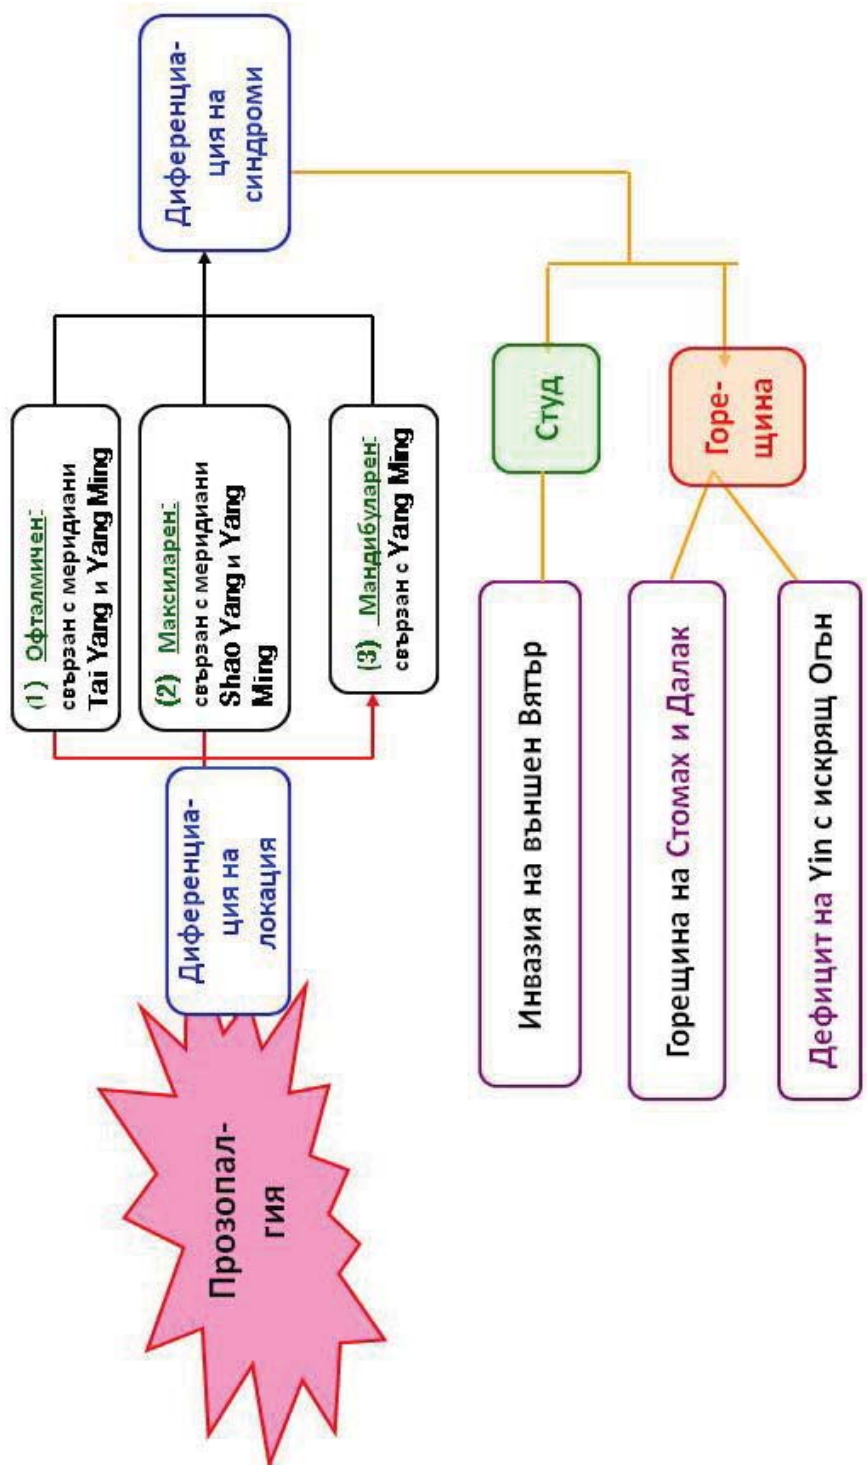 Прозопал-
гия
Диференциа-
ция на
локация
(1) Офталмичен:
свързан с меридиани
Tai Yang и Yang Ming
(2) Максиларен:
свързан с меридиани
Shao Yang и Yang
Ming
(3) Мандибуларен:
свързан с Yang Ming
Диференциа-
ция на
синдроми
Студ
Горе-
щина
Инвазия на външен Вятър
Горещина на Стомах и Далак
Дефицит на Yin с искрящ Огън